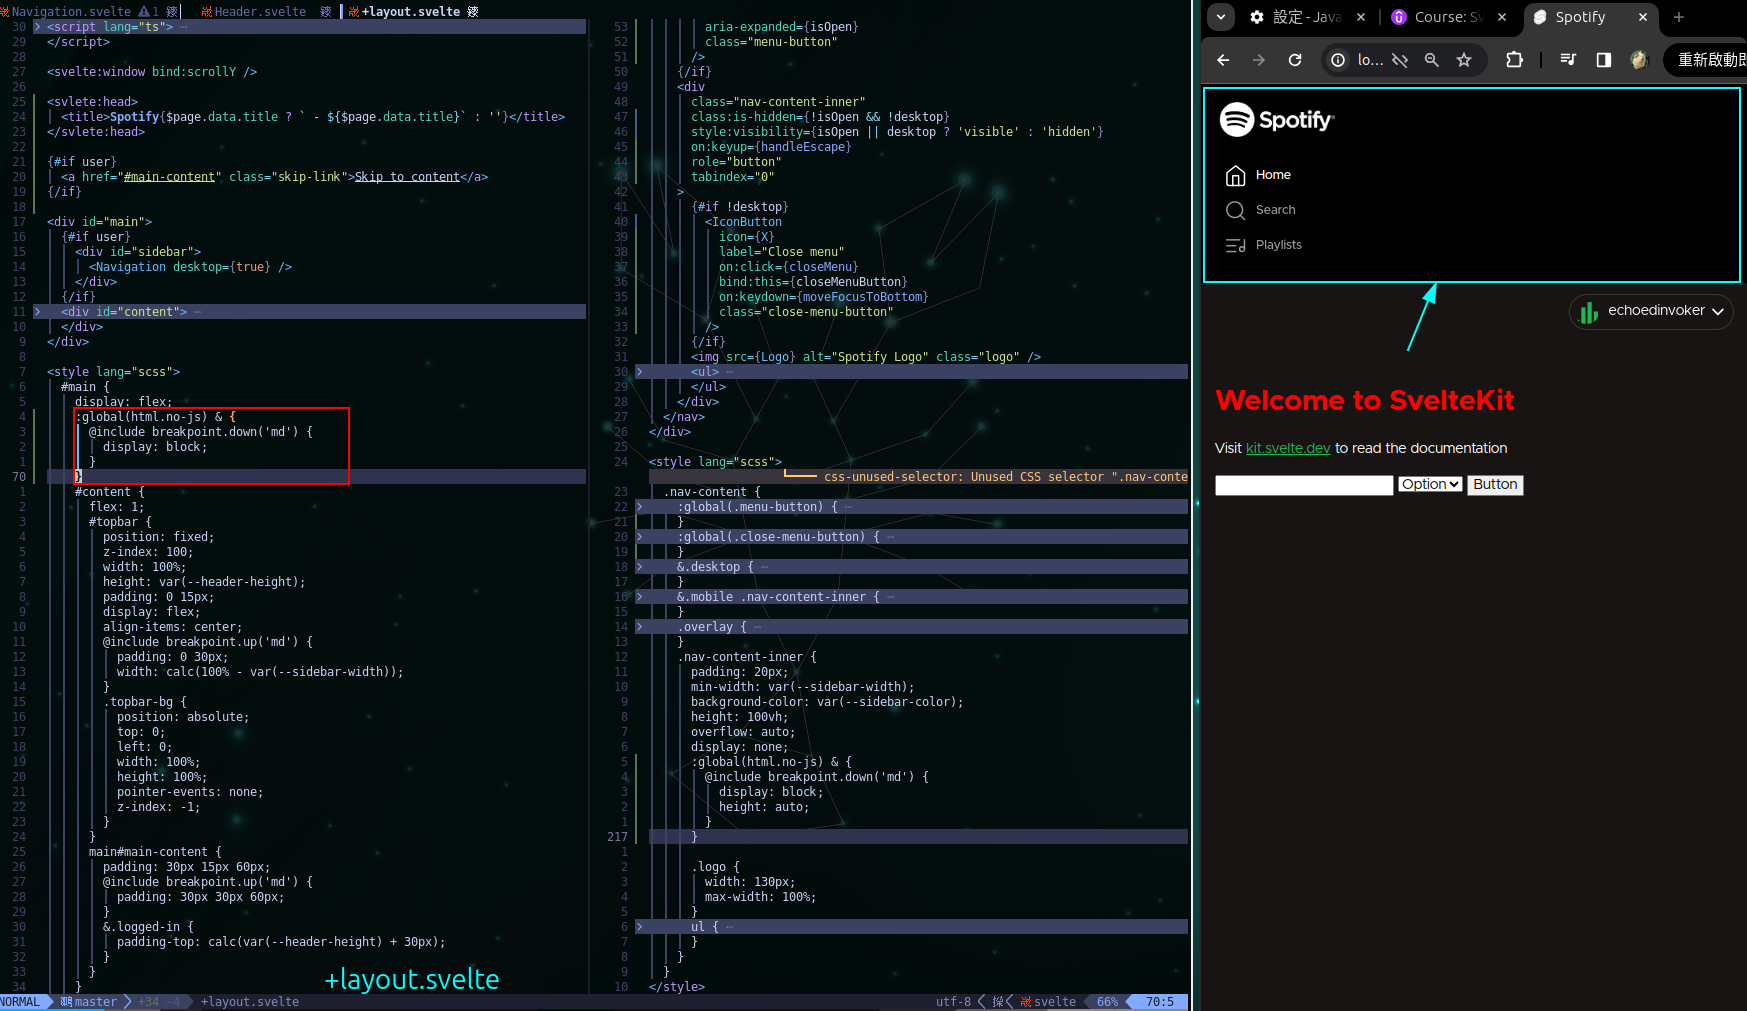 Navigation.svelte 1
Header.svelte
+layout.svelte
30 <script lang="ts"> ⋯
29 </script>
28
27 <svelte:window bind:scrollY />
26
25 <svlete:head>
24 <title>Spotify{$page.data.title ? ` - ${$page.data.title}` : ''}</title>
23 </svlete:head>
22
21 {#if user}
20 <a href="#main-content" class="skip-link">Skip to content</a>
19 {/if}
18
17 <div id="main">
16 {#if user}
15 <div id="sidebar">
14 <Navigation desktop={true} />
13 </div>
12 {/if}
11 <div id="content"> ⋯
10 </div>
9 </div>
8
7 <style lang="scss">
6 #main {
5 display: flex;
4 :global(html.no-js) & {
3 @include breakpoint.down('md') {
2 display: block;
1 }
70 }
1 #content {
2 flex: 1;
3 #topbar {
4 position: fixed;
5 z-index: 100;
6 width: 100%;
7 height: var(--header-height);
8 padding: 0 15px;
9 display: flex;
10 align-items: center;
11 @include breakpoint.up('md') {
12 padding: 0 30px;
13 width: calc(100% - var(--sidebar-width));
14 }
15 .topbar-bg {
16 position: absolute;
17 top: 0;
18 left: 0;
19 width: 100%;
20 height: 100%;
21 pointer-events: none;
22 z-index: -1;
23 }
24 }
25 main#main-content {
26 padding: 30px 15px 60px;
27 @include breakpoint.up('md') {
28 padding: 30px 30px 60px;
29 }
30 &.logged-in {
31 padding-top: calc(var(--header-height) + 30px);
32 }
33 }
34 }
+layout.svelte
NORMAL master +34 ~4 +layout.svelte
53 aria-expanded={isOpen}
52 class="menu-button"
51 />
50 {/if}
49 <div
48 class="nav-content-inner"
47 class:is-hidden={!isOpen && !desktop}
46 style:visibility={isOpen || desktop ? 'visible' : 'hidden'}
45 on:keyup={handleEscape}
44 role="button"
43 tabindex="0"
42 >
41 {#if !desktop}
40 <IconButton
39 icon={X}
38 label="Close menu"
37 on:click={closeMenu}
36 bind:this={closeMenuButton}
35 on:keydown={moveFocusToBottom}
34 class="close-menu-button"
33 />
32 {/if}
31 <img src={Logo} alt="Spotify Logo" class="logo" />
30 <ul> ⋯
29 </ul>
28 </div>
27 </nav>
26 </div>
25
24 <style lang="scss">
css-unused-selector: Unused CSS selector ".nav-conte
23 .nav-content {
22 :global(.menu-button) { ⋯
21 }
20 :global(.close-menu-button) { ⋯
19 }
18 &.desktop { ⋯
17 }
16 &.mobile .nav-content-inner { ⋯
15 }
14 .overlay { ⋯
13 }
12 .nav-content-inner {
11 padding: 20px;
10 min-width: var(--sidebar-width);
9 background-color: var(--sidebar-color);
8 height: 100vh;
7 overflow: auto;
6 display: none;
5 :global(html.no-js) & {
4 @include breakpoint.down('md') {
3 display: block;
2 height: auto;
1 }
217 }
1
2 .logo {
3 width: 130px;
4 max-width: 100%;
5 }
6 ul { ⋯
7 }
8 }
9 }
10 </style>
utf-8 svelte 66% 70:5
設定 - Java
Course: Sv
Spotify
lo...
重新啟動即
Spotify
Home
Search
Playlists
echoedinvoker
Welcome to SvelteKit
Visit kit.svelte.dev to read the documentation
Option Button